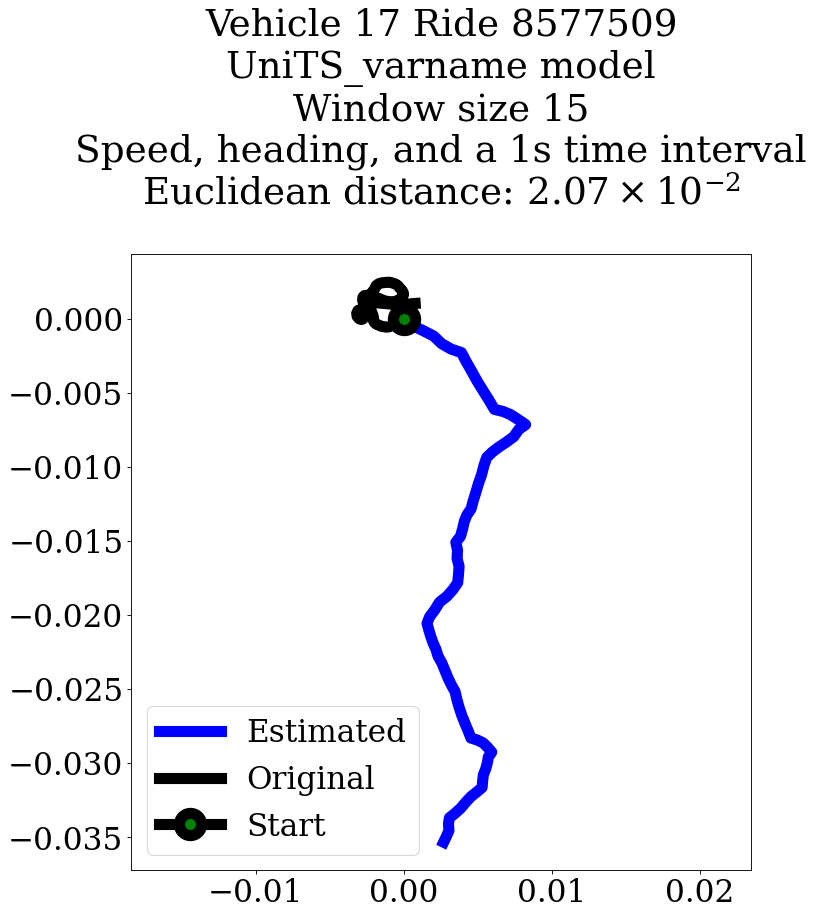 Vehicle 17 Ride 8577509
UniTS_varname model
Window size 15
Speed, heading, and a 1s time interval
Euclidean distance: 2.07 × 10⁻²
0.000
−0.005
−0.010
−0.015
−0.020
−0.025
−0.030
−0.035
Estimated
Original
Start
−0.01 0.00 0.01 0.02